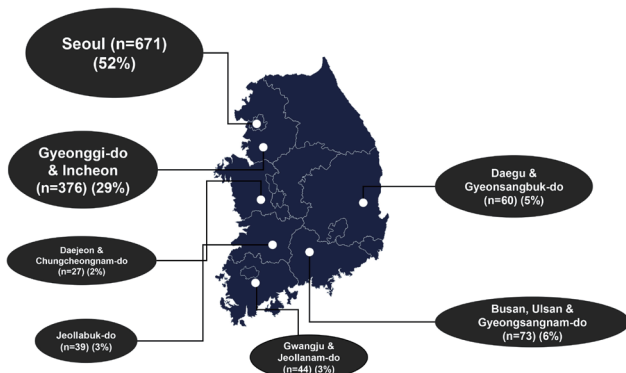 Seoul (n=671)
(52%)
Gyeonggi-do
& Incheon
(n=376) (29%)
Daejeon &
Chungcheongnam-do
(n=27) (2%)
Jeollabuk-do
(n=39) (3%)
Gwangju &
Jeollanam-do
(n=44) (3%)
Daegu &
Gyeonsangbuk-do
(n=60) (5%)
Busan, Ulsan &
Gyeongsangnam-do
(n=73) (6%)